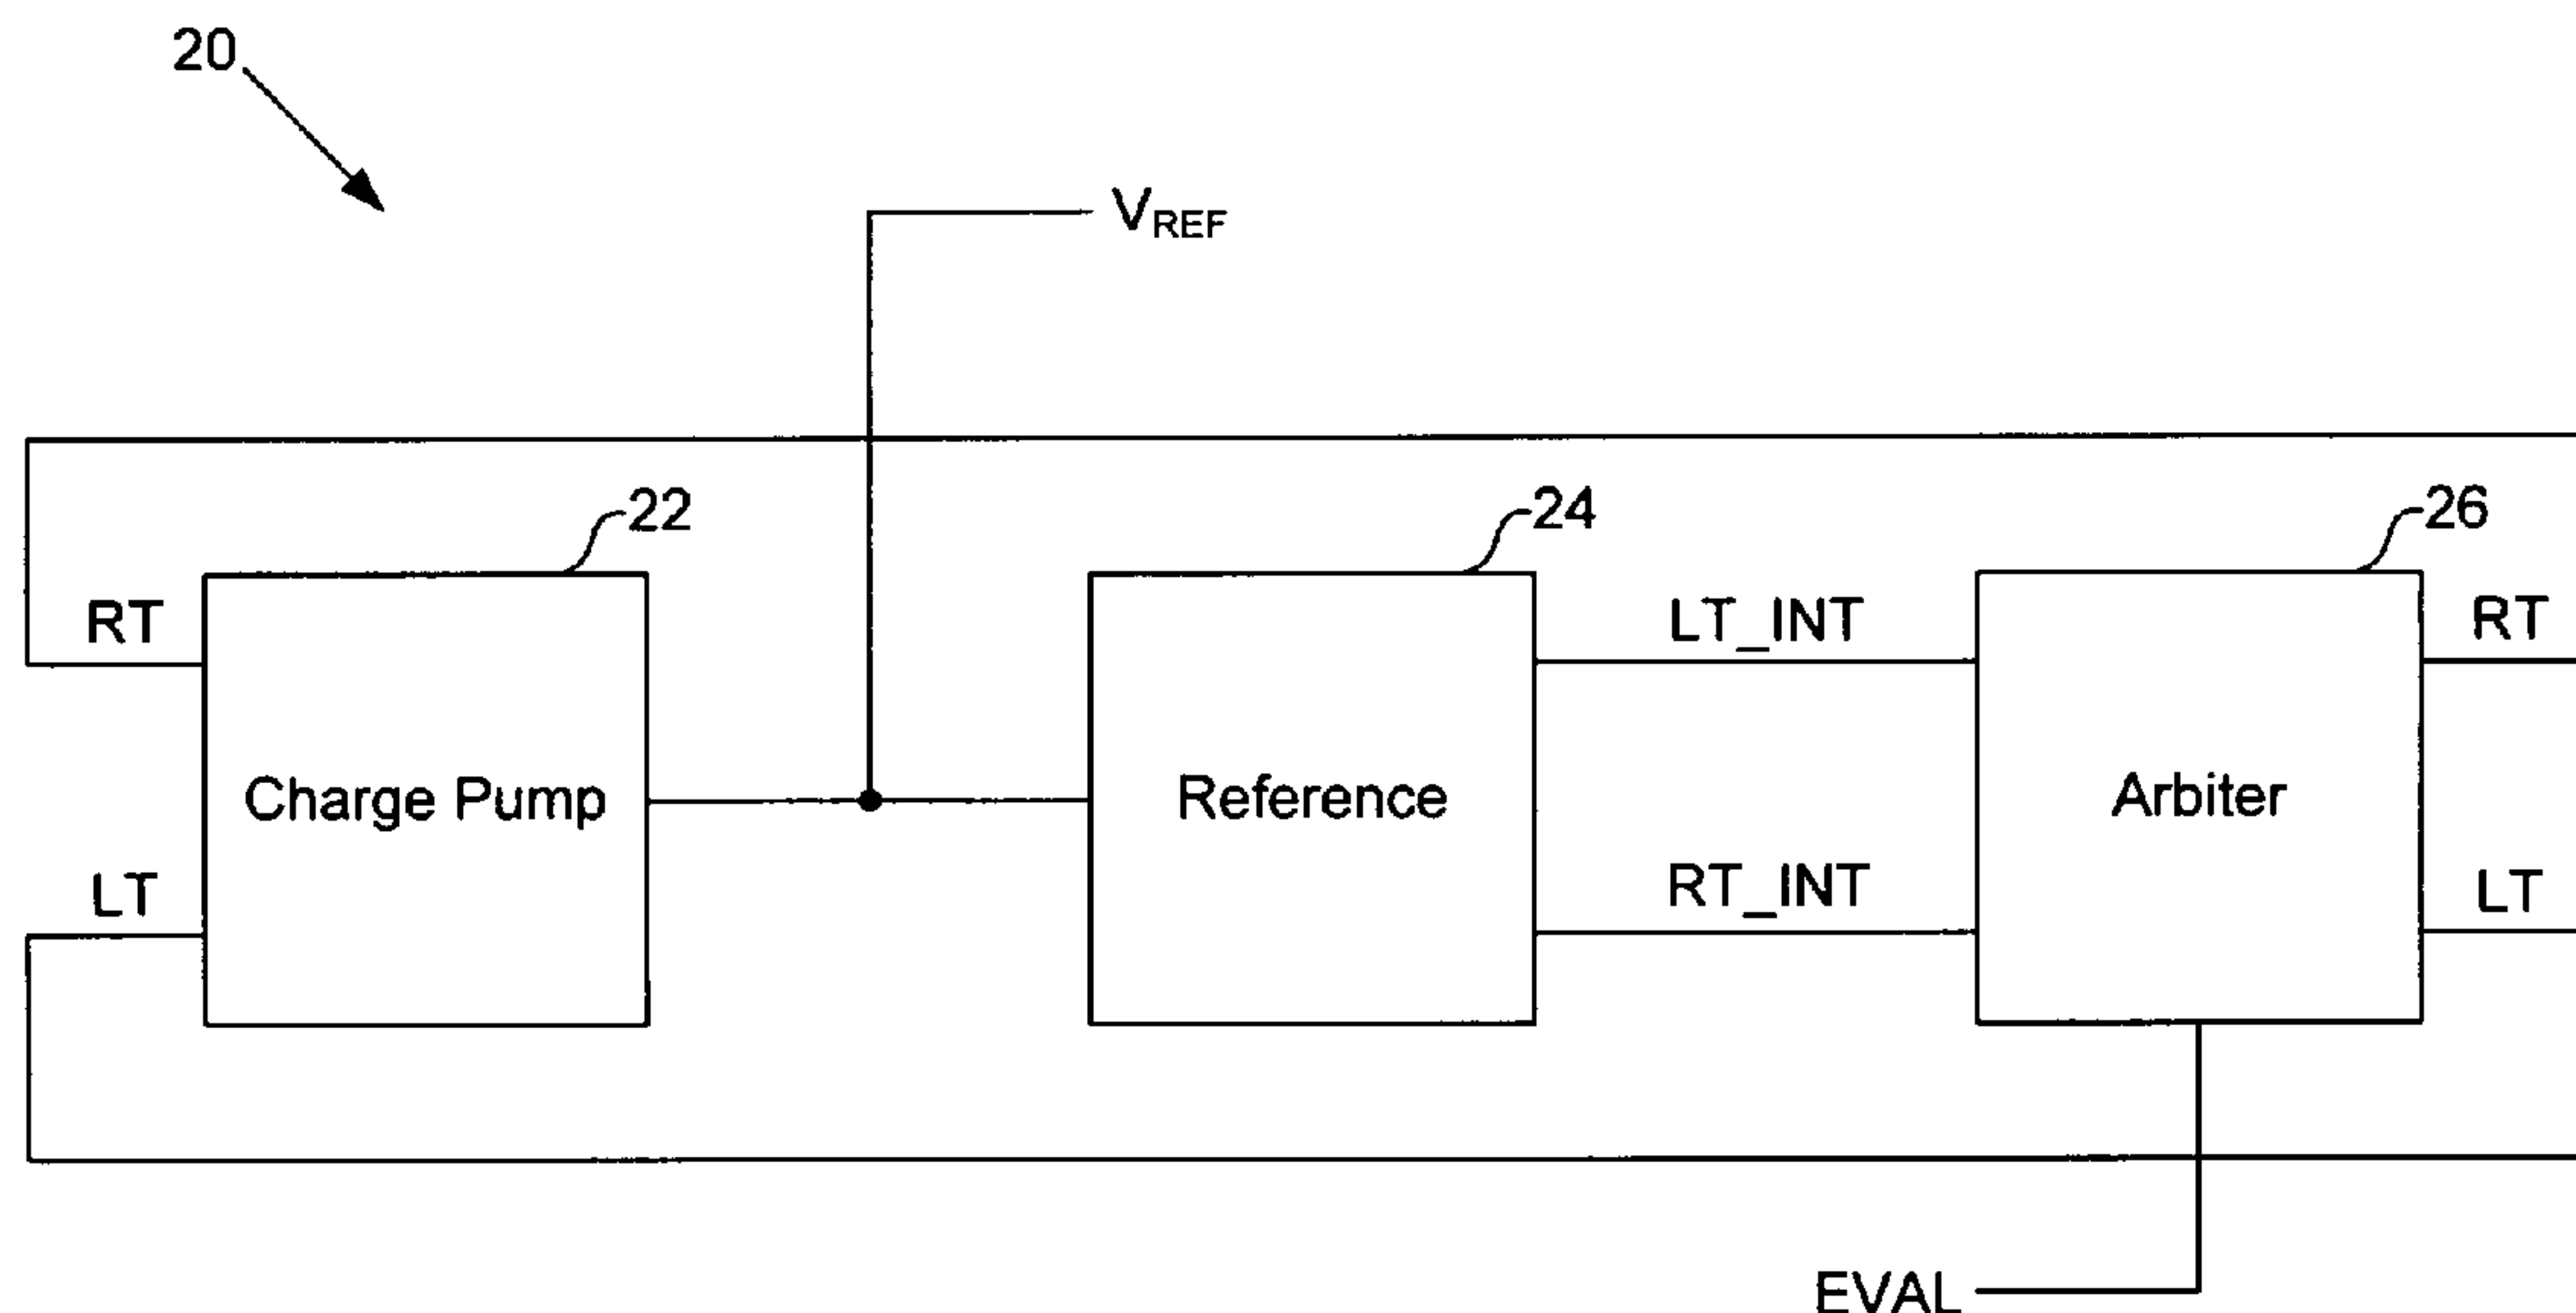 20
VREF
22
24
26
RT
LT_INT
RT
Charge Pump
Reference
Arbiter
LT
RT_INT
LT
EVAL